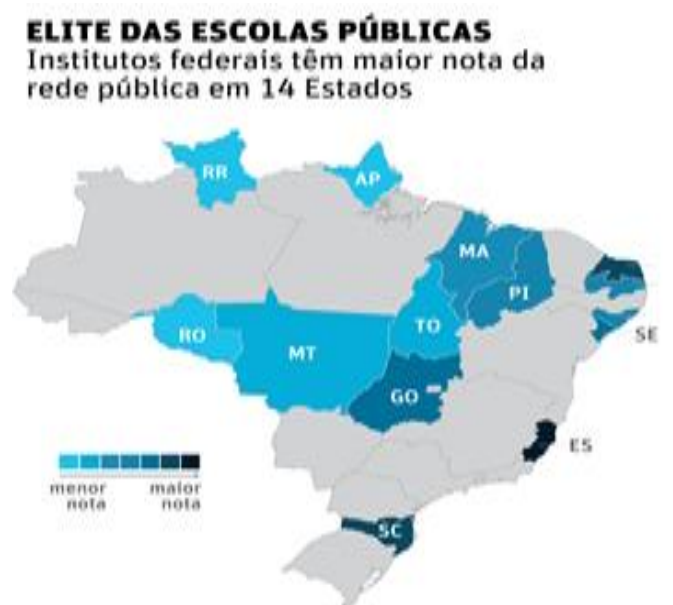 ELITE DAS ESCOLAS PÚBLICAS
Institutos federais têm maior nota da
rede pública em 14 Estados
RR
AP
MA
PI
TO
RO
MT
SE
GO
ES
SC
menor nota
maior nota